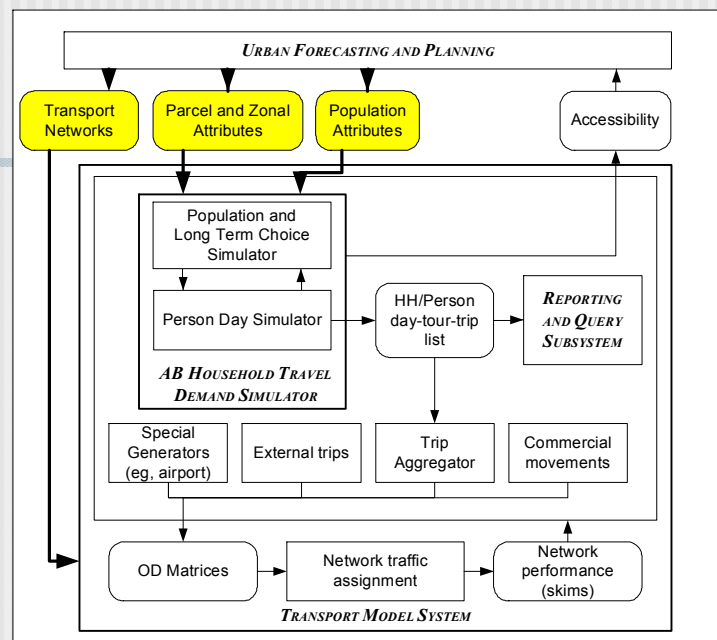 URBAN FORECASTING AND PLANNING
Transport
Networks
Parcel and Zonal
Attributes
Population
Attributes
Accessibility
Population and
Long Term Choice
Simulator
Person Day Simulator
AB HOUSEHOLD TRAVEL
DEMAND SIMULATOR
HH/Person
day-tour-trip
list
REPORTING
AND QUERY
SUBSYSTEM
Special
Generators
(eg, airport)
External trips
Trip
Aggregator
Commercial
movements
OD Matrices
Network traffic
assignment
Network
performance
(skims)
TRANSPORT MODEL SYSTEM